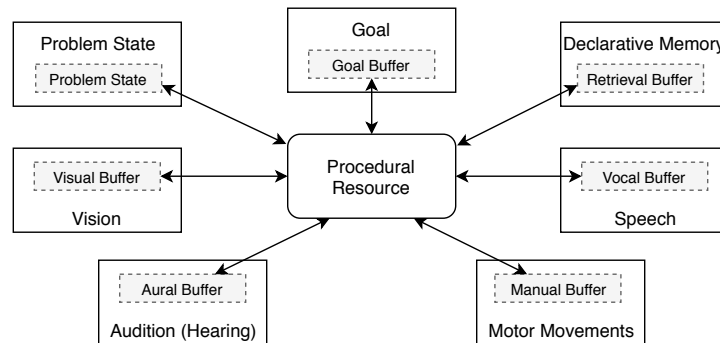 Problem State
Problem State
Goal
Goal Buffer
Declarative Memory
Retrieval Buffer
Visual Buffer
Vision
Procedural
Resource
Vocal Buffer
Speech
Aural Buffer
Audition (Hearing)
Manual Buffer
Motor Movements